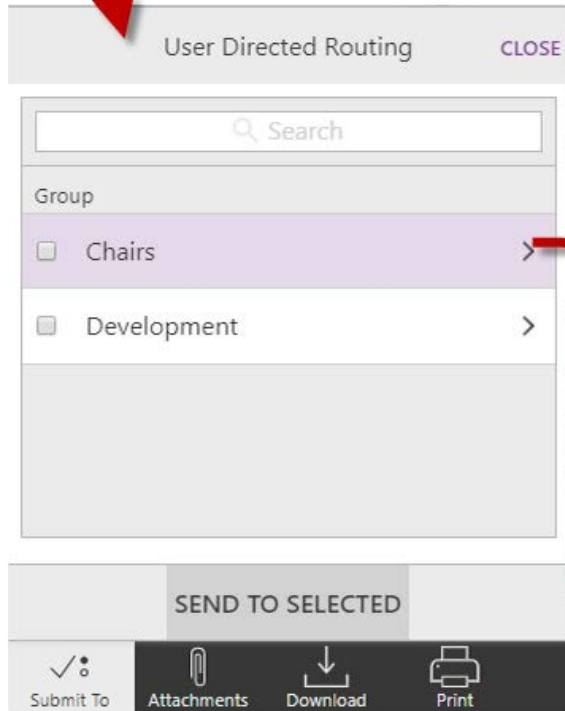 User Directed Routing CLOSE
Search
Group
Chairs
Development
SEND TO SELECTED
Submit To Attachments Download Print